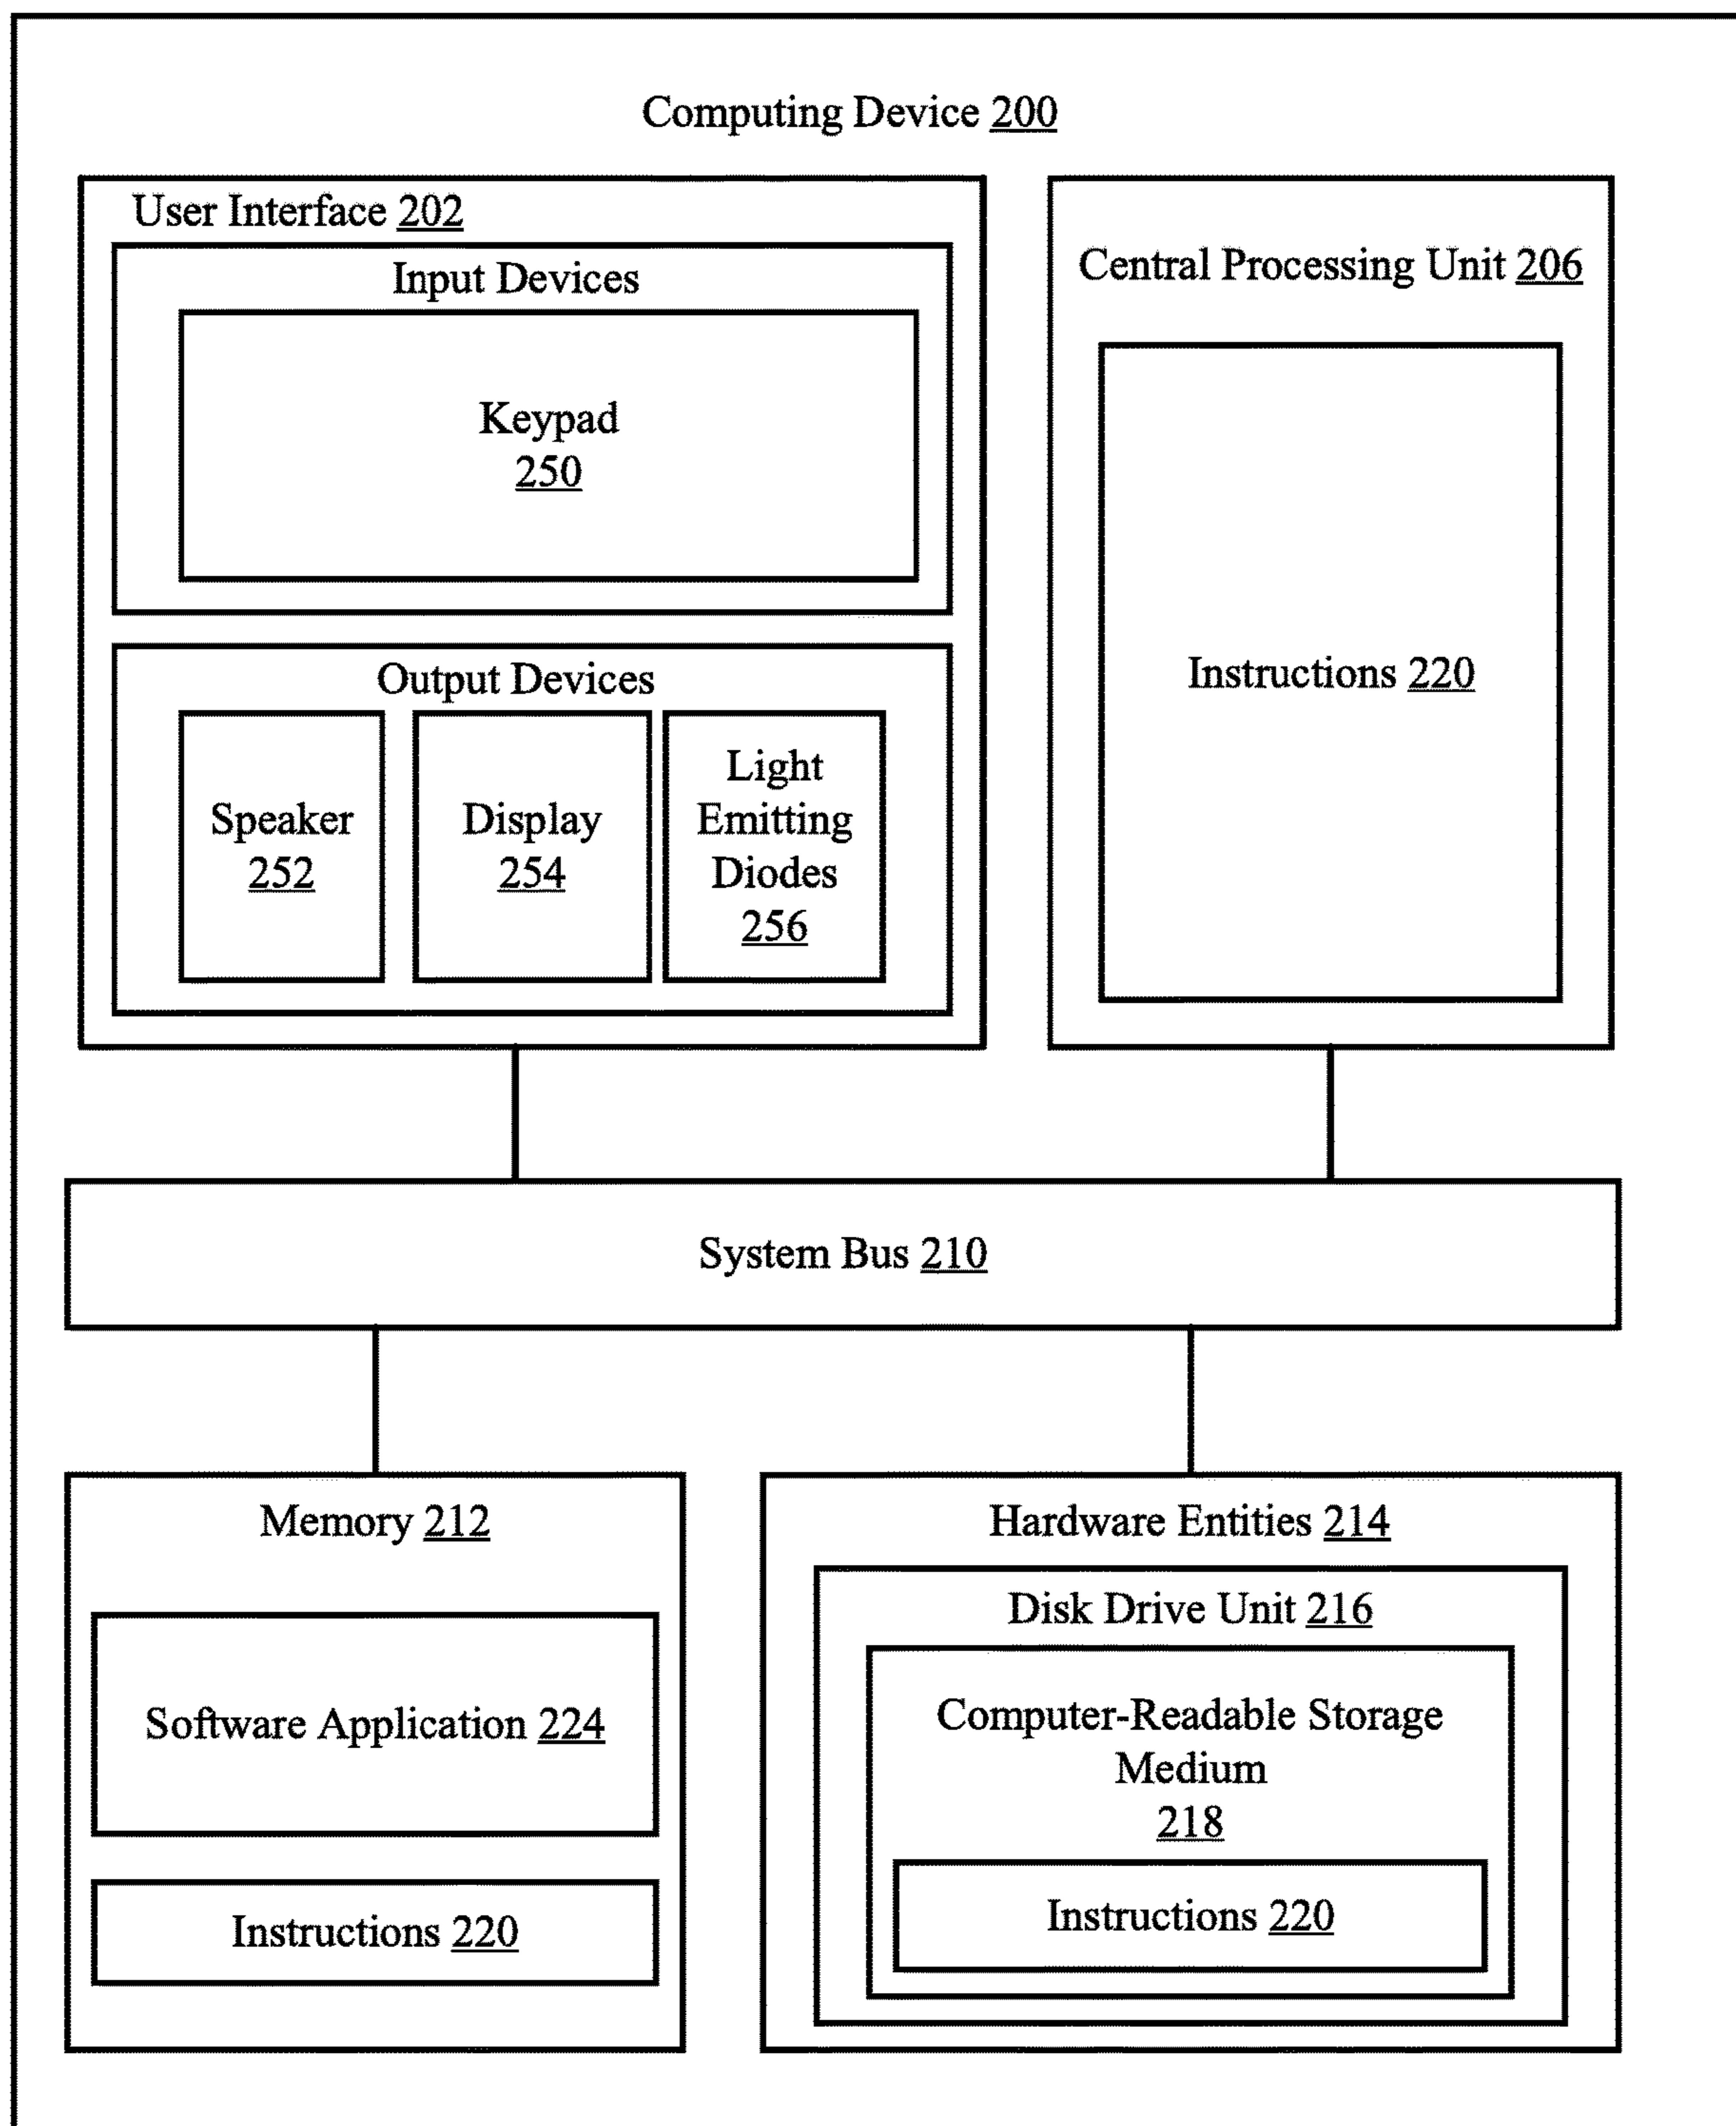 Computing Device 200
User Interface 202
Input Devices
Keypad
250
Output Devices
Speaker
252
Display
254
Light
Emitting
Diodes
256
Central Processing Unit 206
Instructions 220
System Bus 210
Memory 212
Software Application 224
Instructions 220
Hardware Entities 214
Disk Drive Unit 216
Computer-Readable Storage
Medium
218
Instructions 220